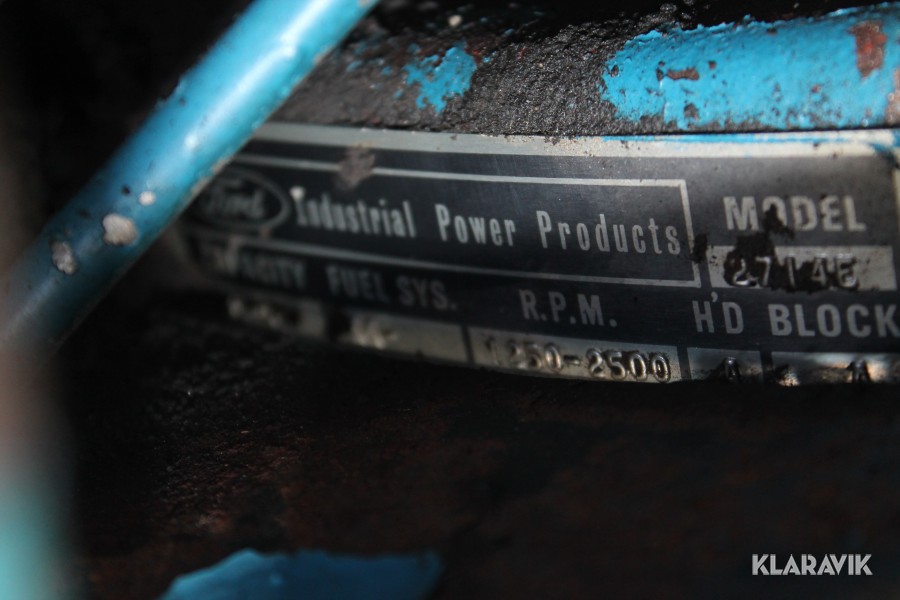 Ford Industrial Power Products
MODEL
2714E
FUEL SYS. R.P.M. H'D BLOCK
1250-2500 A A
KLARAVIK